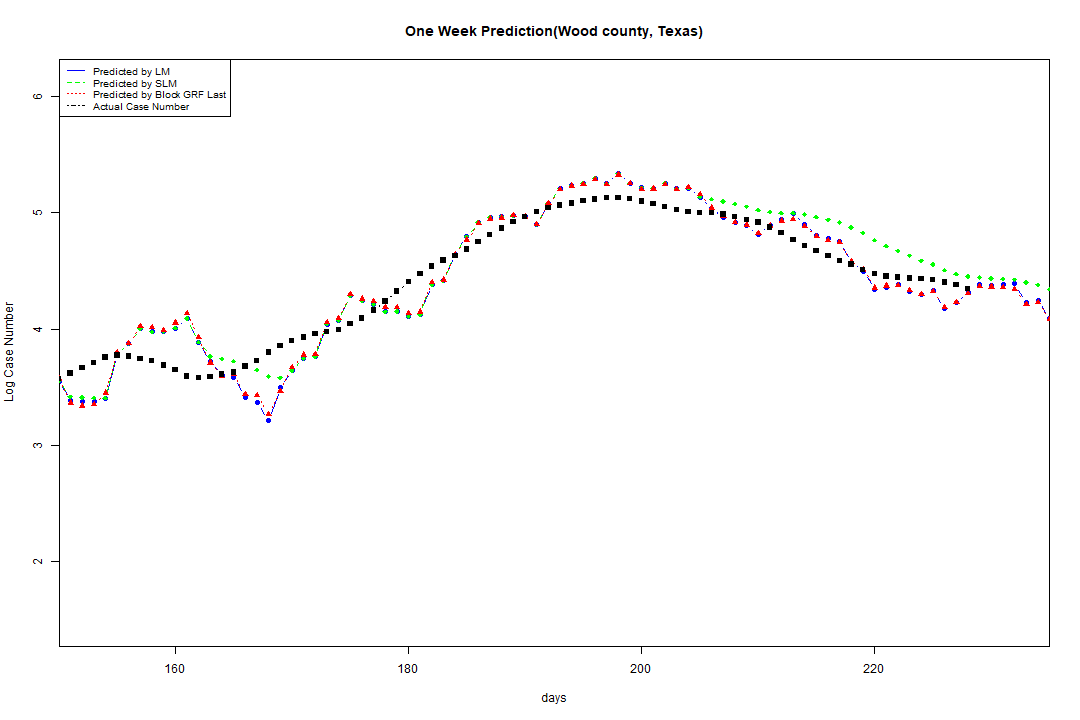 One Week Prediction(Wood county, Texas)
Predicted by LM
Predicted by SLM
Predicted by Block GRF Last
Actual Case Number
6
5
4
3
2
Log Case Number
160 180 200 220
days